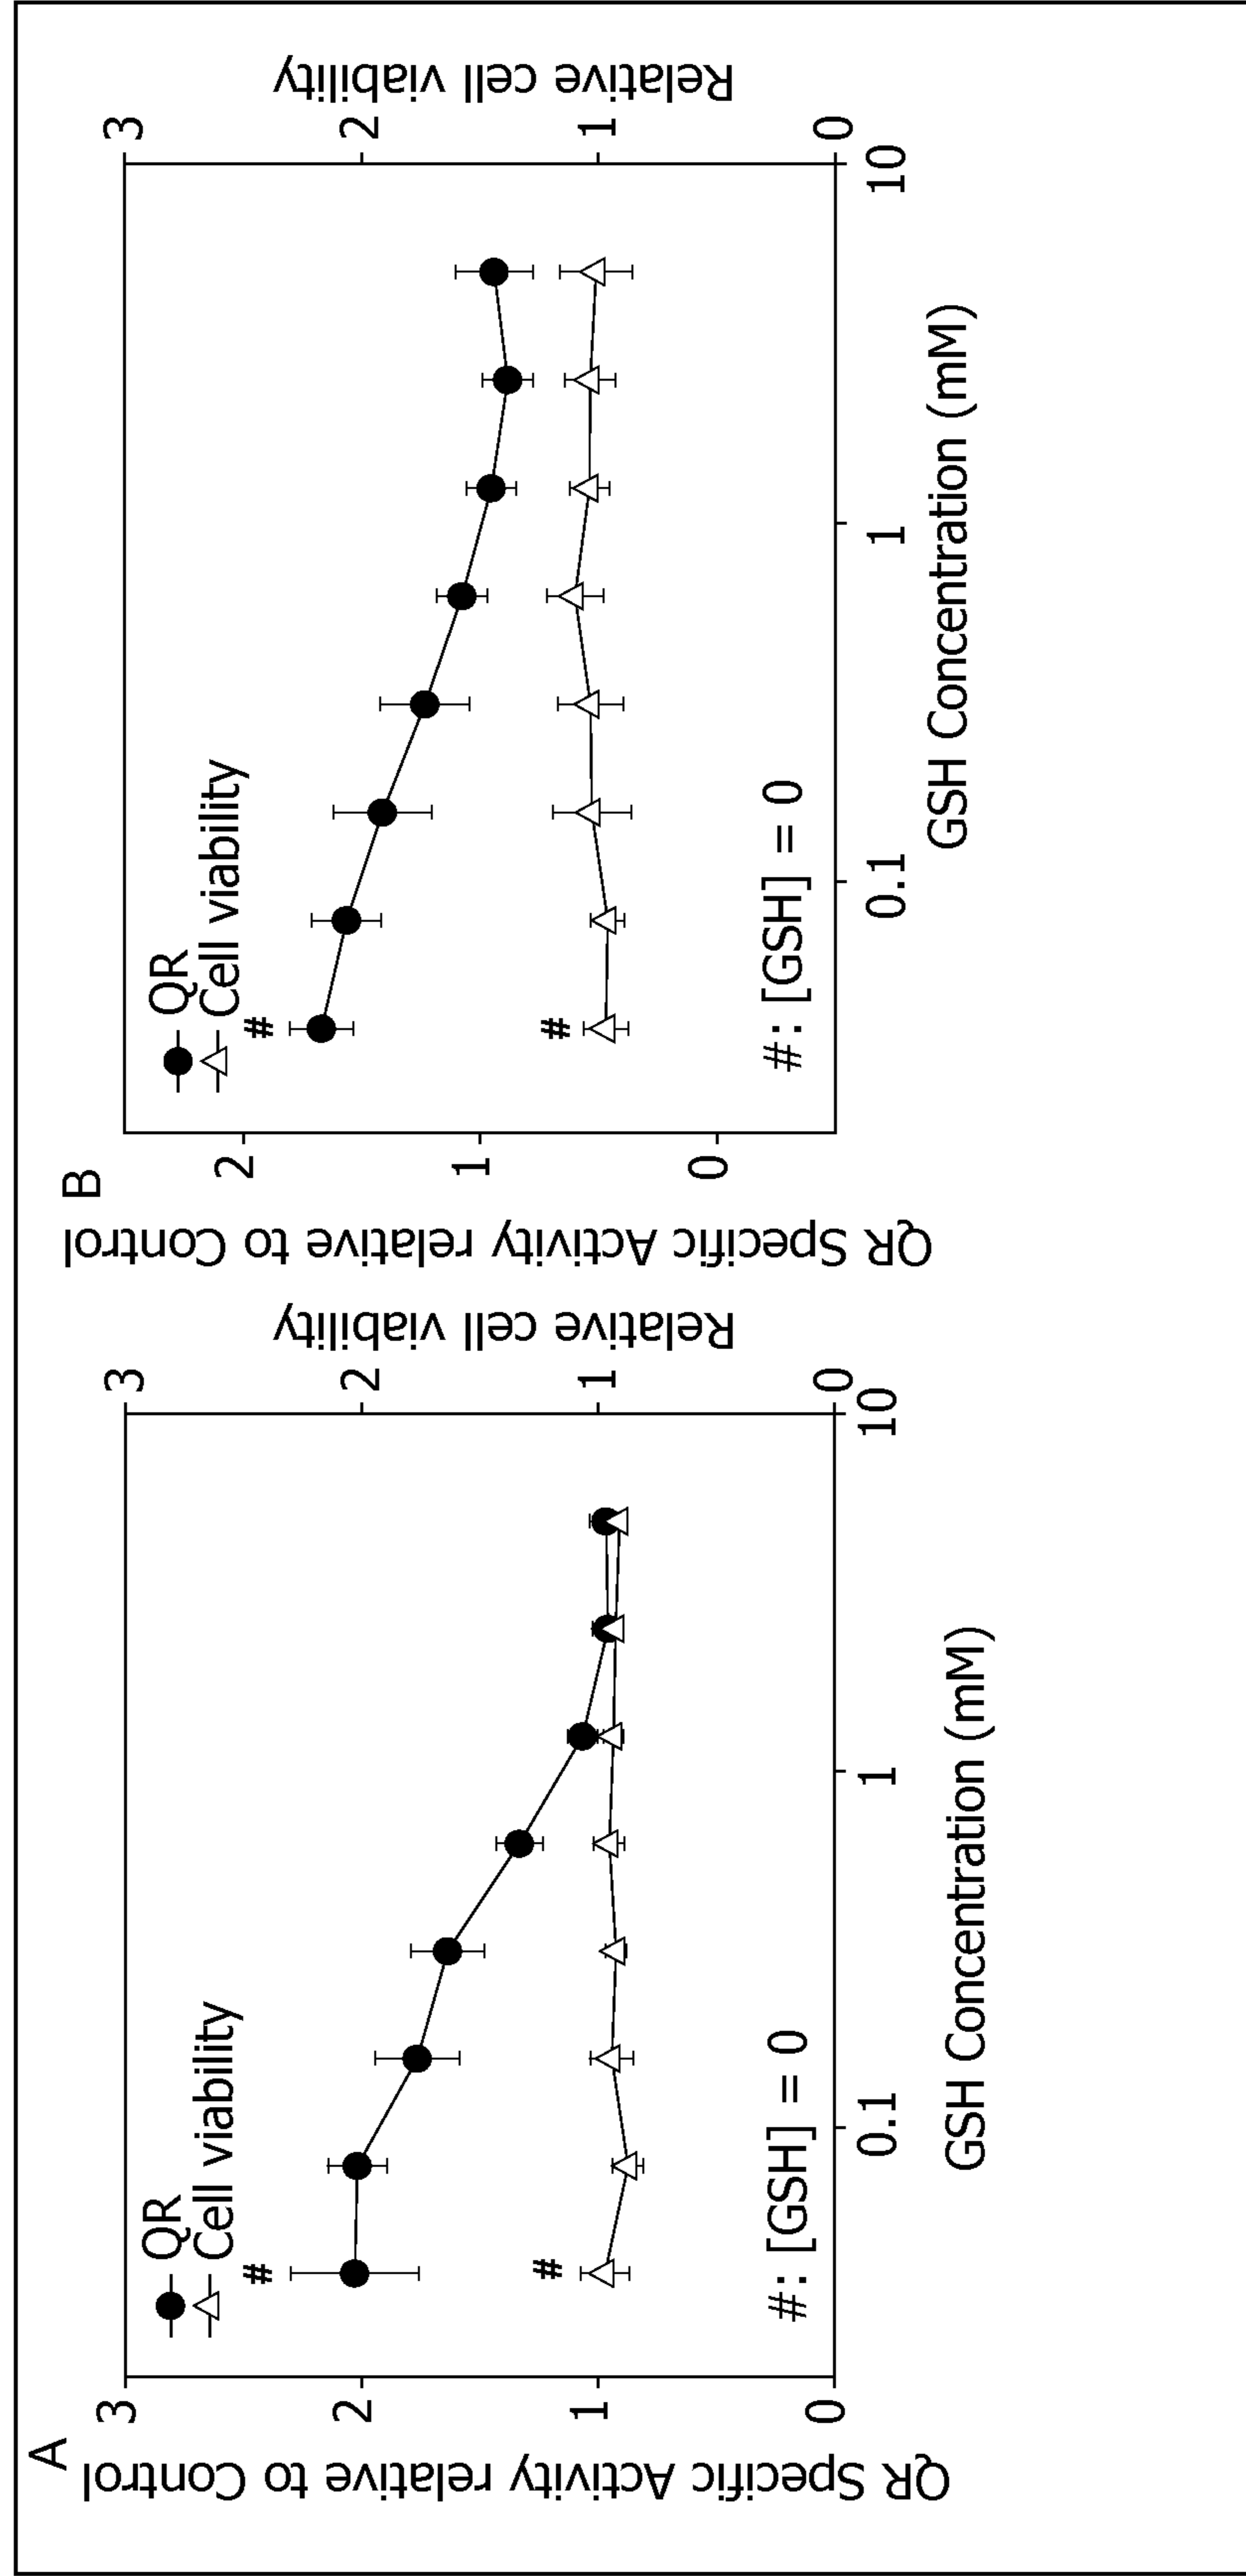 A
QR Specific Activity relative to Control
3
2
1
0
QR
Cell viability
#
#
#: [GSH] = 0
0.1
1
10
GSH Concentration (mM)
3
2
1
0
Relative cell viability
B
QR Specific Activity relative to Control
2
1
0
QR
Cell viability
#
#
#: [GSH] = 0
0.1
1
10
GSH Concentration (mM)
3
2
1
0
Relative cell viability